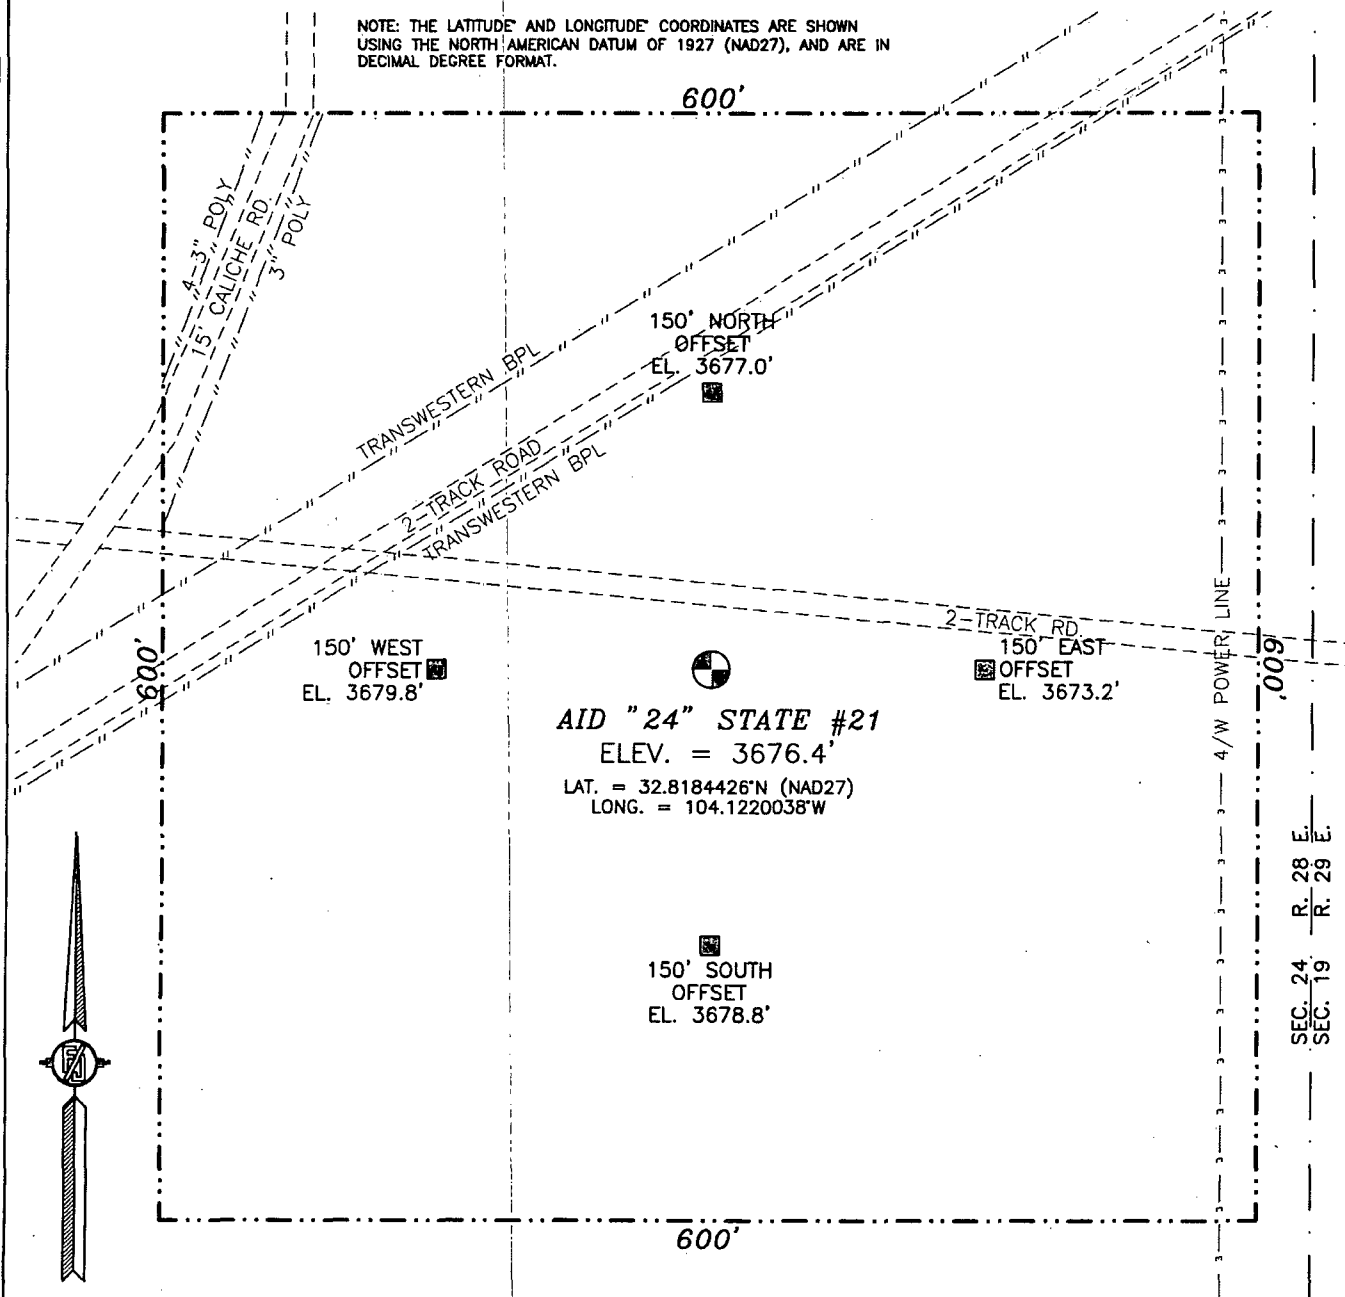 NOTE: THE LATITUDE° AND LONGITUDE° COORDINATES ARE SHOWN
USING THE NORTH AMERICAN DATUM OF 1927 (NAD27), AND ARE IN
DECIMAL DEGREE FORMAT.
600'
4-3" POLY
15' CALICHE RD.
3" POLY
150' NORTH
OFFSET
EL. 3677.0'
TRANSWESTERN BPL
2-TRACK ROAD
TRANSWESTERN BPL
2-TRACK RD.
4/W POWER LINE
600'
600'
150' WEST
OFFSET
EL. 3679.8'
150' EAST
OFFSET
EL. 3673.2'
AID "24" STATE #21
ELEV. = 3676.4'
LAT. = 32.8184426°N (NAD27)
LONG. = 104.1220038°W
150' SOUTH
OFFSET
EL. 3678.8'
SEC. 24 R. 28 E.
SEC. 19 R. 29 E.
600'